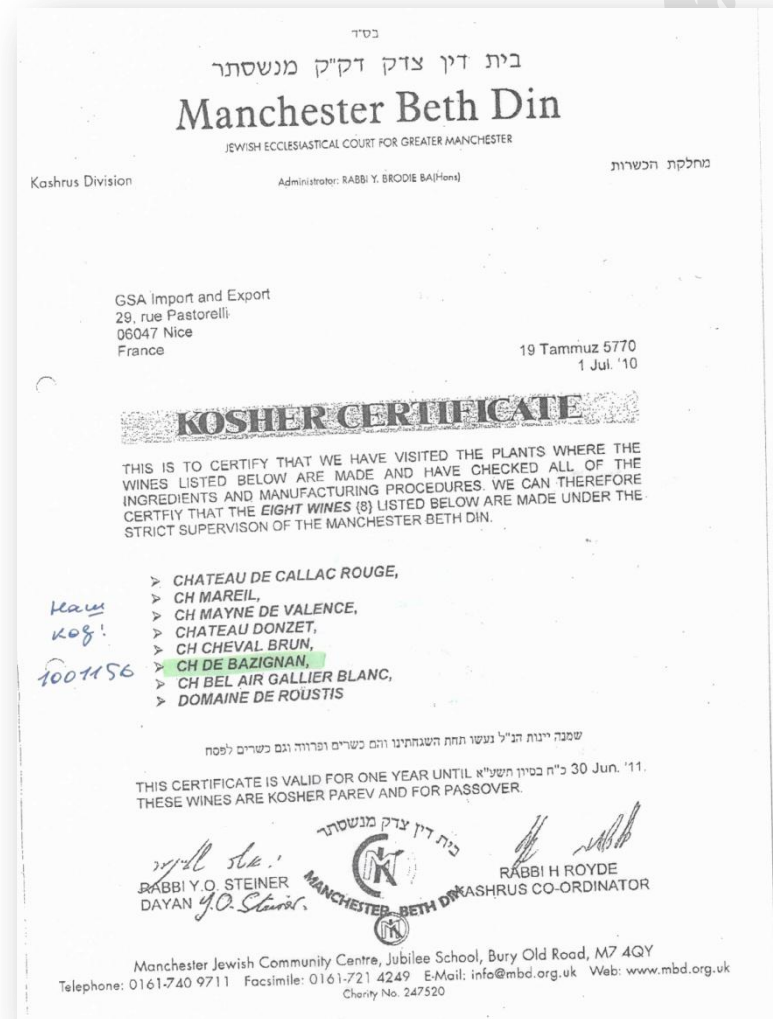 בס"ד
בית דין צדק דק"ק מנשסתר
Manchester Beth Din
JEWISH ECCLESIASTICAL COURT FOR GREATER MANCHESTER
Kashrus Division
Administrator: RABBI Y. BRODIE BA(Hons)
מחלקת הכשרות
GSA Import and Export
29, rue Pastorelli
06047 Nice
France
19 Tammuz 5770
1 Jul. '10
KOSHER CERTIFICATE
THIS IS TO CERTIFY THAT WE HAVE VISITED THE PLANTS WHERE THE
WINES LISTED BELOW ARE MADE AND HAVE CHECKED ALL OF THE
INGREDIENTS AND MANUFACTURING PROCEDURES. WE CAN THEREFORE
CERTFIY THAT THE EIGHT WINES {8} LISTED BELOW ARE MADE UNDER THE
STRICT SUPERVISON OF THE MANCHESTER BETH DIN.
➢ CHATEAU DE CALLAC ROUGE,
➢ CH MAREIL,
➢ CH MAYNE DE VALENCE,
➢ CHATEAU DONZET,
➢ CH CHEVAL BRUN,
➢ CH DE BAZIGNAN,
➢ CH BEL AIR GALLIER BLANC,
➢ DOMAINE DE ROUSTIS
наш
код:
1001156
שמנה יינות הנ"ל נעשו תחת השגחתינו והם כשרים ופרווה וגם כשרים לפסח
THIS CERTIFICATE IS VALID FOR ONE YEAR UNTIL כ"ח בסיון תשע"א 30 Jun. '11.
THESE WINES ARE KOSHER PAREV AND FOR PASSOVER.
בית דין צדק מנשסתר
MANCHESTER BETH DIN
MK
RABBI Y.O. STEINER
DAYAN Y.O. Steiner.
RABBI H ROYDE
KASHRUS CO-ORDINATOR
Manchester Jewish Community Centre, Jubilee School, Bury Old Road, M7 4QY
Telephone: 0161-740 9711 Facsimile: 0161-721 4249 E-Mail: info@mbd.org.uk Web: www.mbd.org.uk
Charity No. 247520